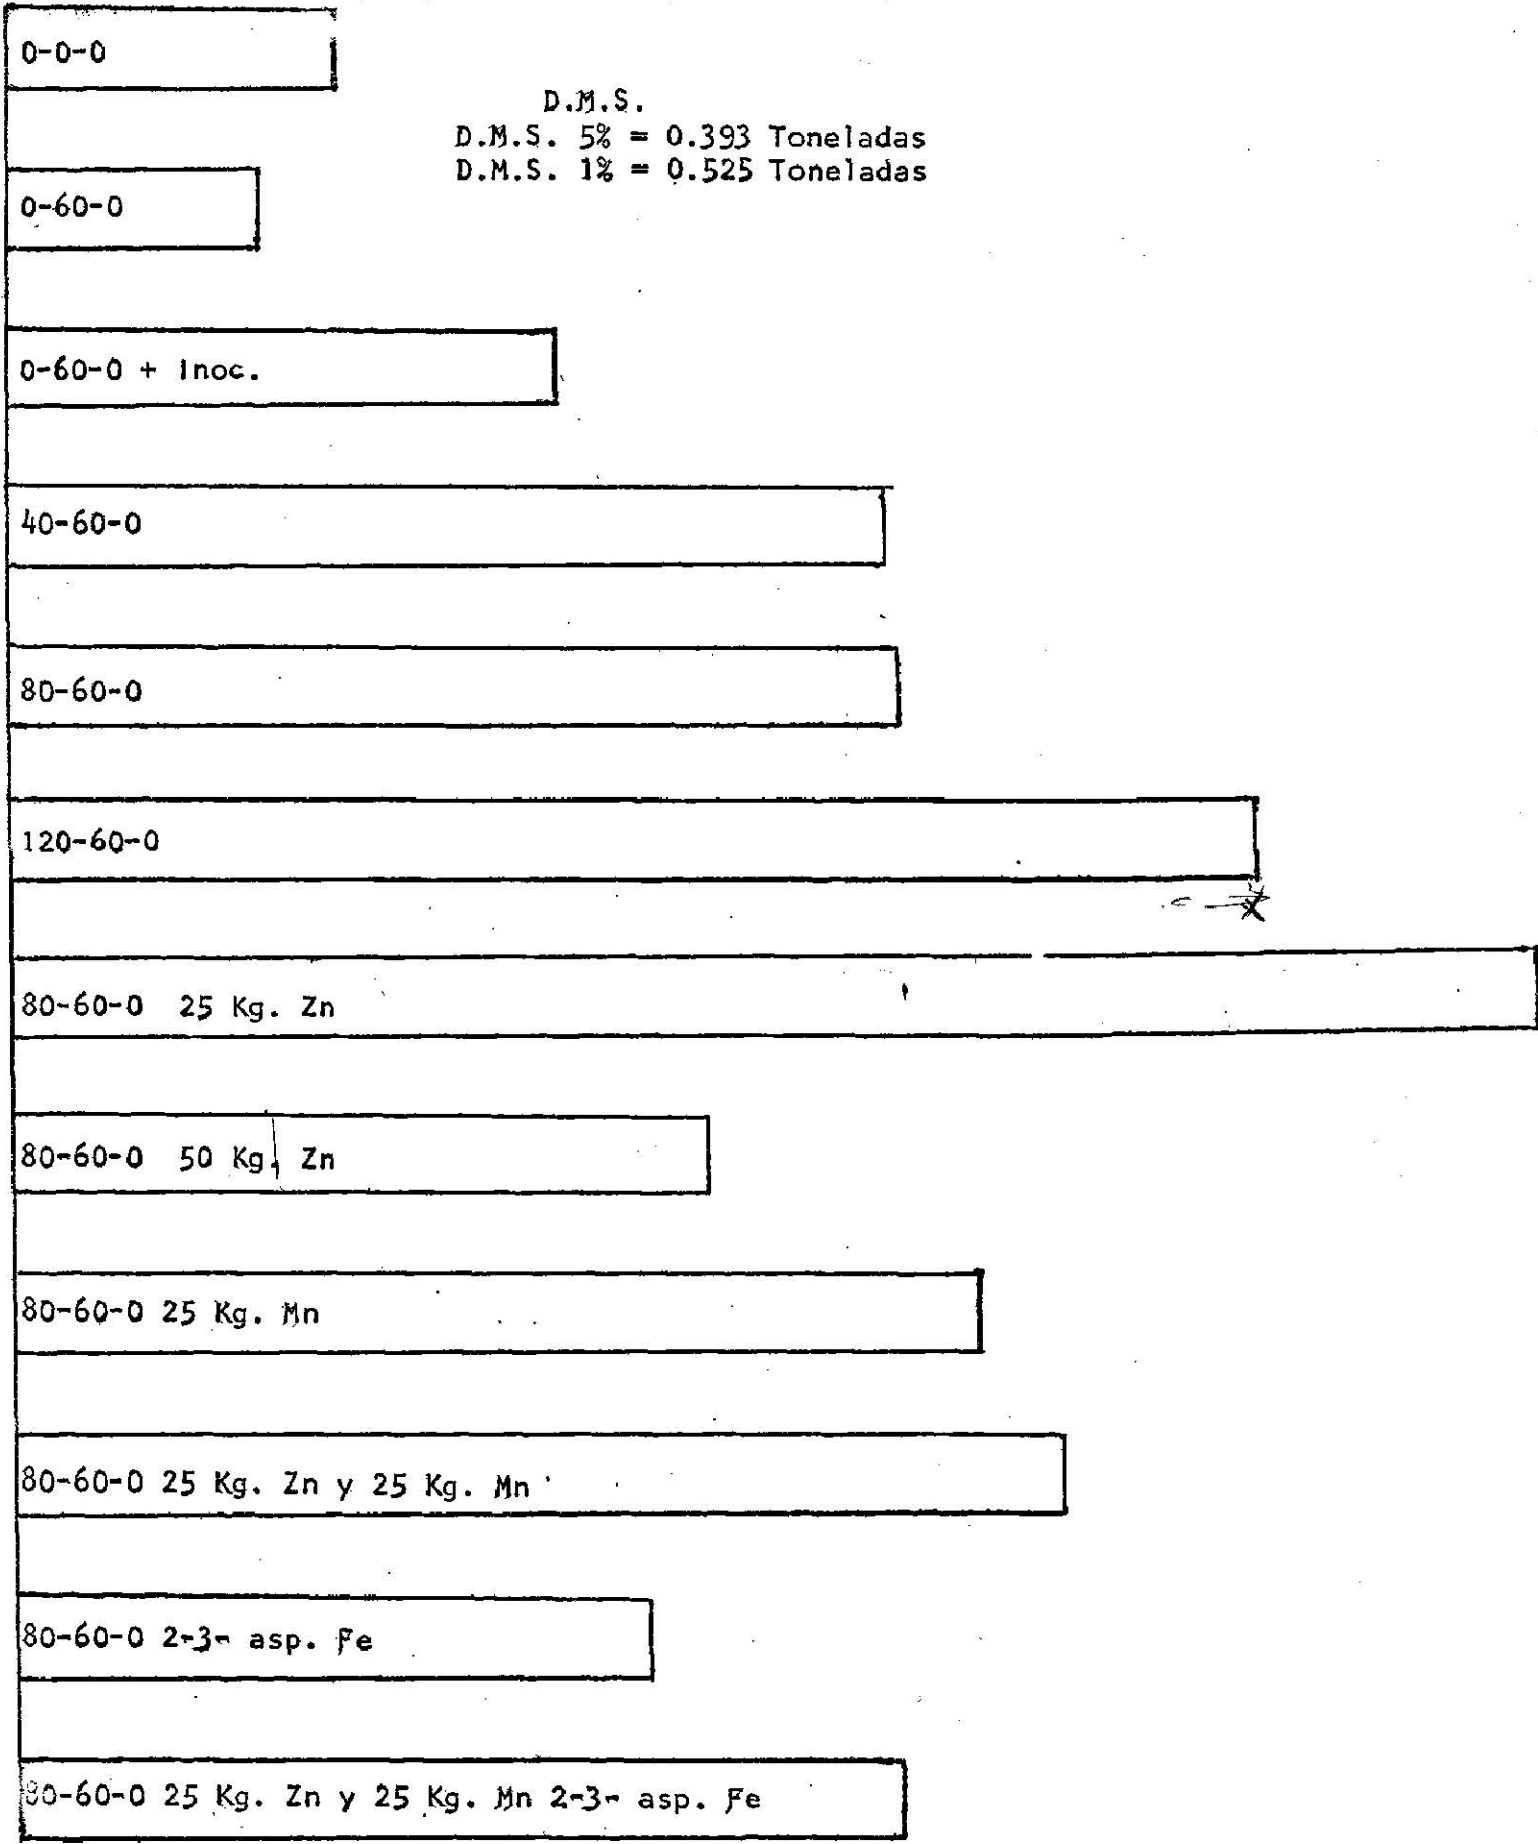 0-0-0
D.M.S.
D.M.S. 5% = 0.393 Toneladas
D.M.S. 1% = 0.525 Toneladas
0-60-0
0-60-0 + Inoc.
40-60-0
80-60-0
120-60-0
80-60-0 25 Kg. Zn
80-60-0 50 Kg. Zn
80-60-0 25 Kg. Mn
80-60-0 25 Kg. Zn y 25 Kg. Mn
80-60-0 2-3- asp. Fe
80-60-0 25 Kg. Zn y 25 Kg. Mn 2-3- asp. Fe